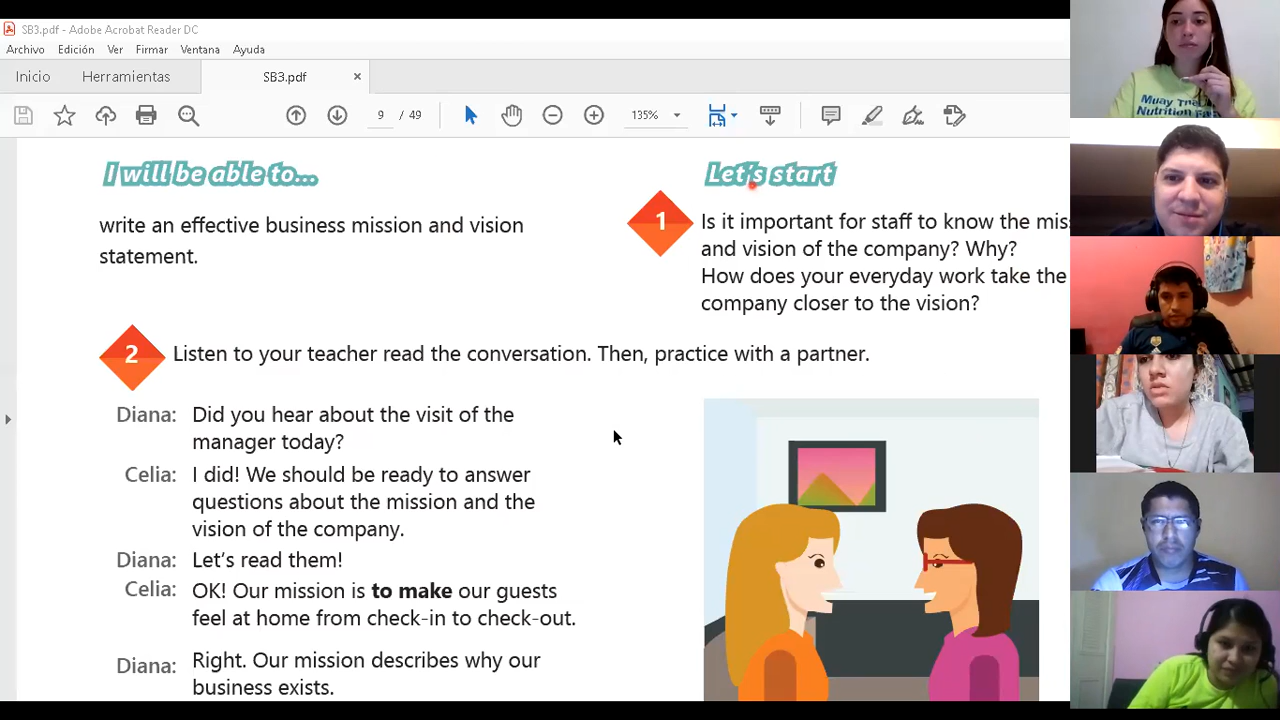 SB3.pdf - Adobe Acrobat Reader DC
Archivo Edición Ver Firmar Ventana Ayuda
Inicio Herramientas SB3.pdf ×
9 / 49 135%
I will be able to...
write an effective business mission and vision
statement.
Let's start
1
Is it important for staff to know the
and vision of the company? Why?
How does your everyday work take the
company closer to the vision?
2
Listen to your teacher read the conversation. Then, practice with a partner.
Diana: Did you hear about the visit of the
manager today?
Celia: I did! We should be ready to answer
questions about the mission and the
vision of the company.
Diana: Let's read them!
Celia: OK! Our mission is to make our guests
feel at home from check-in to check-out.
Diana: Right. Our mission describes why our
business exists.
Muay
Nutrition